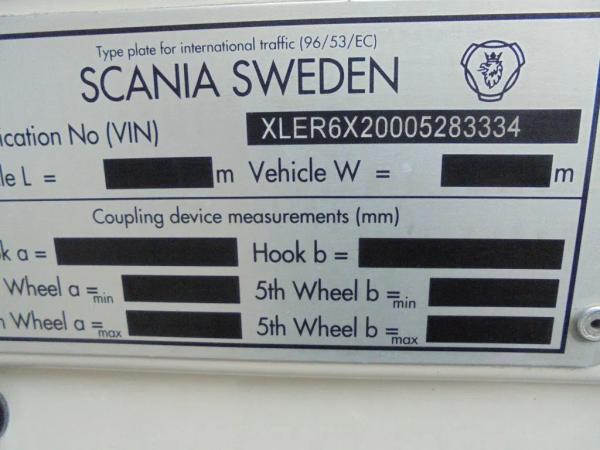 Type plate for international traffic (96/53/EC)
SCANIA SWEDEN
ication No (VIN) XLER6X20005283334
le L = m Vehicle W = m
Coupling device measurements (mm)
k a = Hook b =
Wheel a =min 5th Wheel b =min
h Wheel a =max 5th Wheel b =max